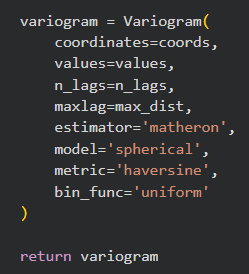 variogram = Variogram(
    coordinates=coords,
    values=values,
    n_lags=n_lags,
    maxlag=max_dist,
    estimator='matheron',
    model='spherical',
    metric='haversine',
    bin_func='uniform'
)
return variogram